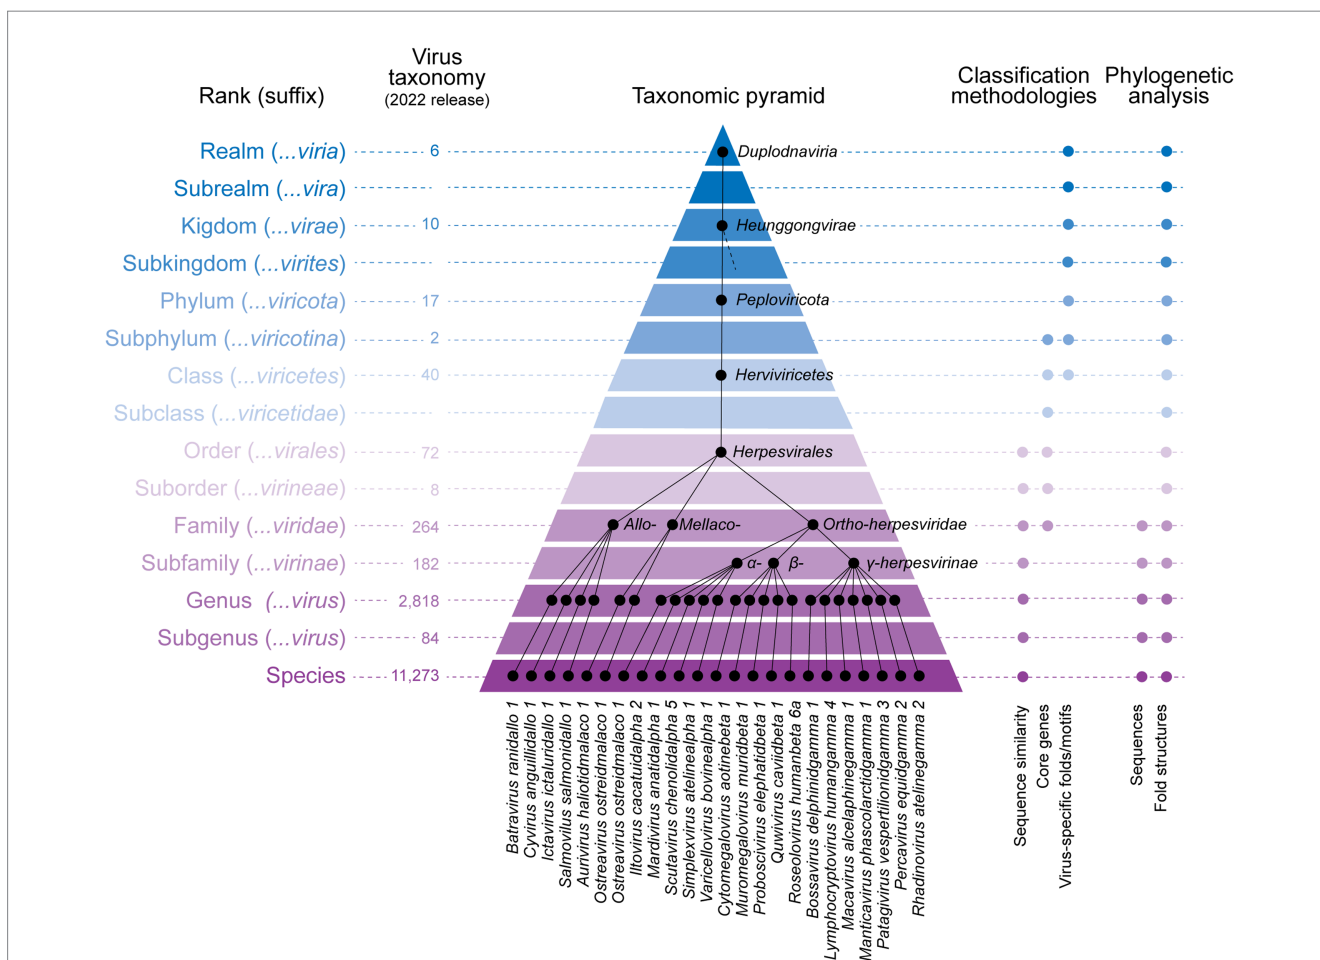 Virus
taxonomy
(2022 release)
Rank (suffix)
Taxonomic pyramid
Classification
methodologies
Phylogenetic
analysis
Realm (...viria)
6
Duplodnaviria
Subrealm (...vira)
Kigdom (...virae)
10
Heunggongvirae
Subkingdom (...virites)
Phylum (...viricota)
17
Peploviricota
Subphylum (...viricotina)
2
Class (...viricetes)
40
Herviviricetes
Subclass (...viricetidae)
Order (...virales)
72
Herpesvirales
Suborder (...virineae)
8
Family (...viridae)
264
Allo-
Mellaco-
Ortho-herpesviridae
Subfamily (...virinae)
182
α-
β-
γ-herpesvirinae
Genus (...virus)
2,818
Subgenus (...virus)
84
Species
11,273
Batravirus ranidallo 1
Cyvirus anguillidallo 1
Ictavirus ictaluridallo 1
Salmovilus salmonidallo 1
Aurivirus haliotidmalaco 1
Ostreavirus ostreidmalaco 1
Ostreavirus ostreidmalaco 1
Iltovirus cacatuidalpha 2
Mardivirus anatidalpha 1
Scutavirus chenolidalpha 5
Simplexvirus atelinealpha 1
Varicellovirus bovinealpha 1
Cytomegalovirus aotinebeta 1
Muromegalovirus muridbeta 1
Proboscivirus elephatidbeta 1
Quwivirus caviidbeta 1
Roseolovirus humanbeta 6a
Bossavirus delphinidgamma 1
Lymphocryptovirus humangamma 4
Macavirus alcelaphinegamma 1
Manticavirus phascolarctidgamma 1
Patagivirus vespertilionidgamma 3
Percavirus equidgamma 2
Rhadinovirus atelinegamma 2
Sequence similarity
Core genes
Virus-specific folds/motifs
Sequences
Fold structures